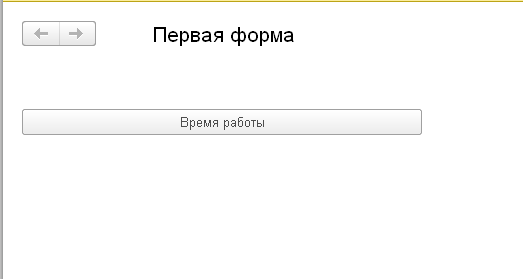 Первая форма
Время работы